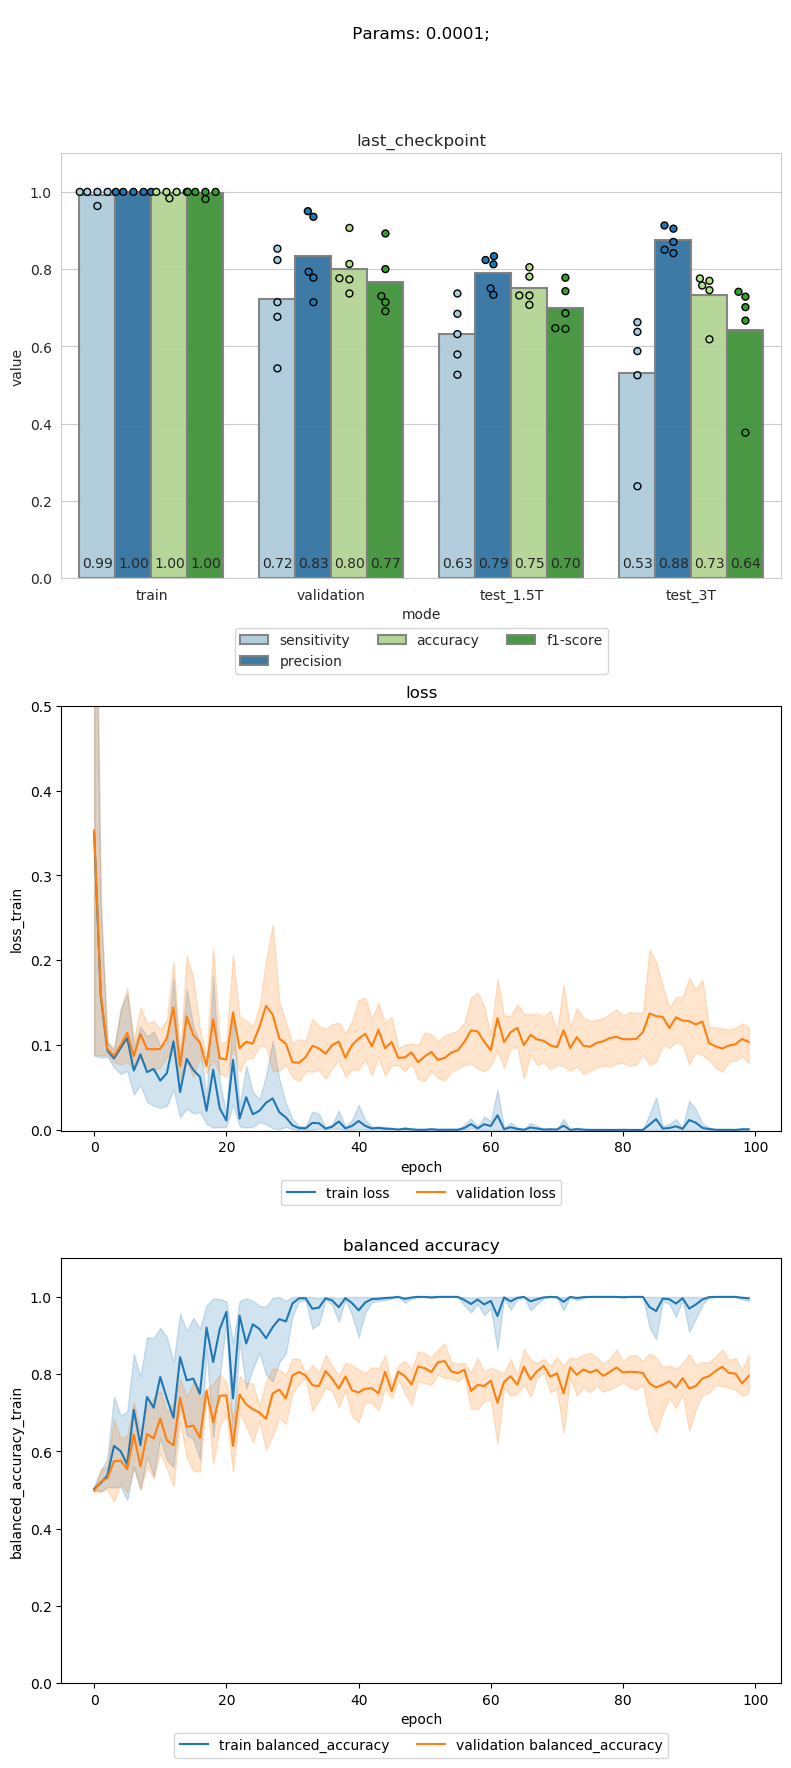 Params: 0.0001;
last_checkpoint
value
1.0
0.8
0.6
0.4
0.2
0.0
0.99 1.00 1.00 1.00 0.72 0.83 0.80 0.77 0.63 0.79 0.75 0.70 0.53 0.88 0.73 0.64
train validation test_1.5T test_3T
mode
sensitivity accuracy f1-score
precision
loss
loss_train
0.5
0.4
0.3
0.2
0.1
0.0
0 20 40 60 80 100
epoch
train loss validation loss
balanced accuracy
balanced_accuracy_train
1.0
0.8
0.6
0.4
0.2
0.0
0 20 40 60 80 100
epoch
train balanced_accuracy validation balanced_accuracy